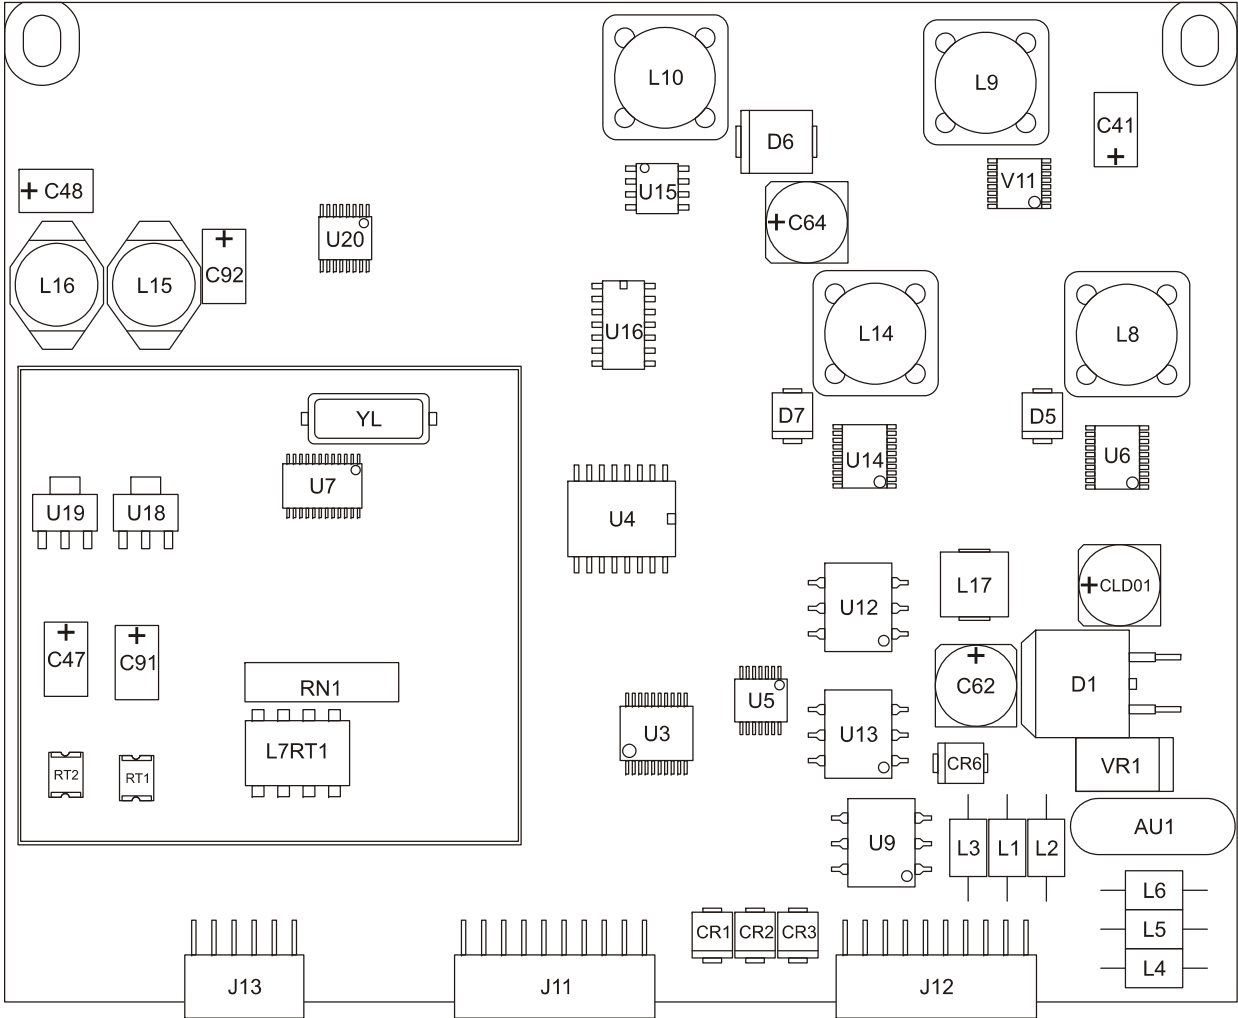 L10
L9
C41
+
D6
U15
V11
+ C48
+ C64
U20
+
C92
L16
L15
U16
L14
L8
D7
D5
YL
U14
U6
U7
U19
U18
U4
L17
+ CLD01
U12
+
C47
+
C91
+
C62
D1
RN1
U5
U3
U13
L7RT1
CR6
VR1
RT2
RT1
AU1
U9
L3
L1
L2
L6
CR1
CR2
CR3
L5
L4
J13
J11
J12